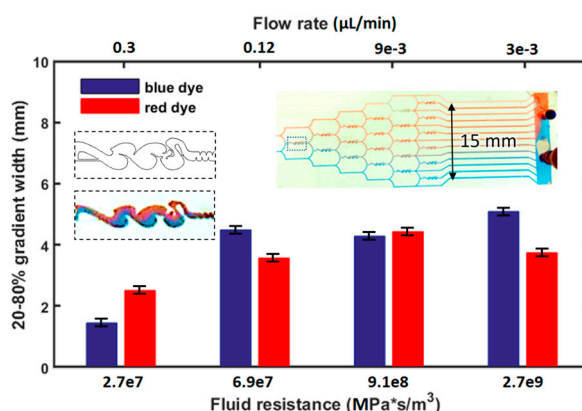 Flow rate (µL/min)
0.3 0.12 9e-3 3e-3
10
8
6
4
2
0
20-80% gradient width (mm)
blue dye
red dye
15 mm
2.7e7 6.9e7 9.1e8 2.7e9
Fluid resistance (MPa*s/m³)